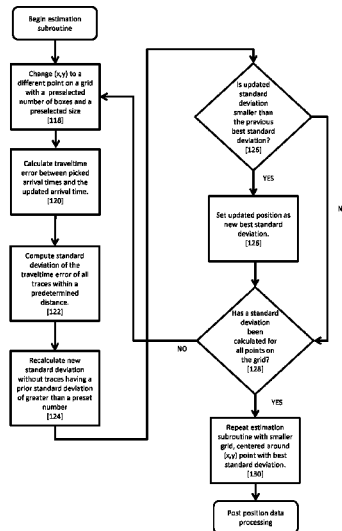 Begin estimation
subroutine
Change (x,y) to a
different point on a grid
with a preselected
number of boxes and a
preselected size
[118]
Calculate traveltime
error between picked
arrival times and the
updated arrival time.
[120]
Compute standard
deviation of the
traveltime error of all
traces within a
predetermined
distance.
[122]
Recalculate new
standard deviation
without traces having a
prior standard deviation
of greater than a preset
number
[124]
Is updated
standard
deviation smaller
than the previous
best standard
deviation?
[125]
YES
N
Set updated position as
new best standard
deviation.
[126]
Has a standard
deviation
been
calculated for
all points on
the grid?
[128]
NO
YES
Repeat estimation
subroutine with smaller
grid, centered around
(x,y) point with best
standard deviation.
[130]
Post position data
processing